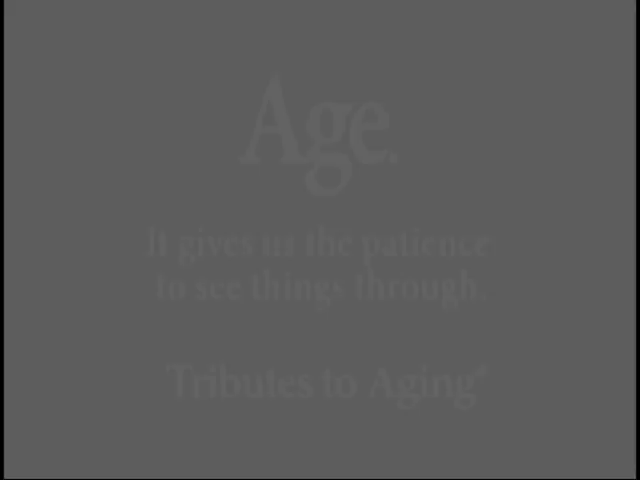 Age.
It gives us the patience
to see things through.
Tributes to Aging